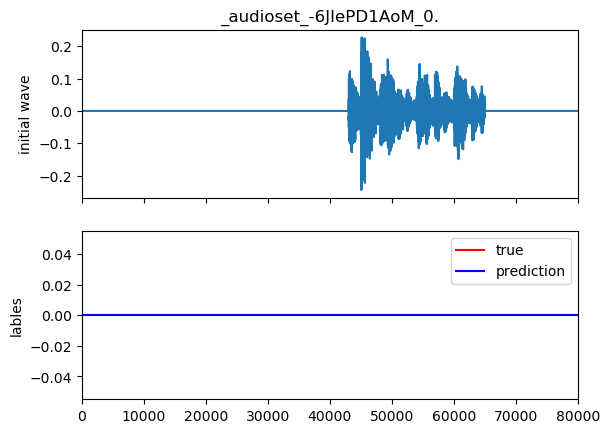 _audioset_-6JlePD1AoM_0.
initial wave
0.2
0.1
0.0
−0.1
−0.2
lables
0.04
0.02
0.00
−0.02
−0.04
true
prediction
0 10000 20000 30000 40000 50000 60000 70000 80000